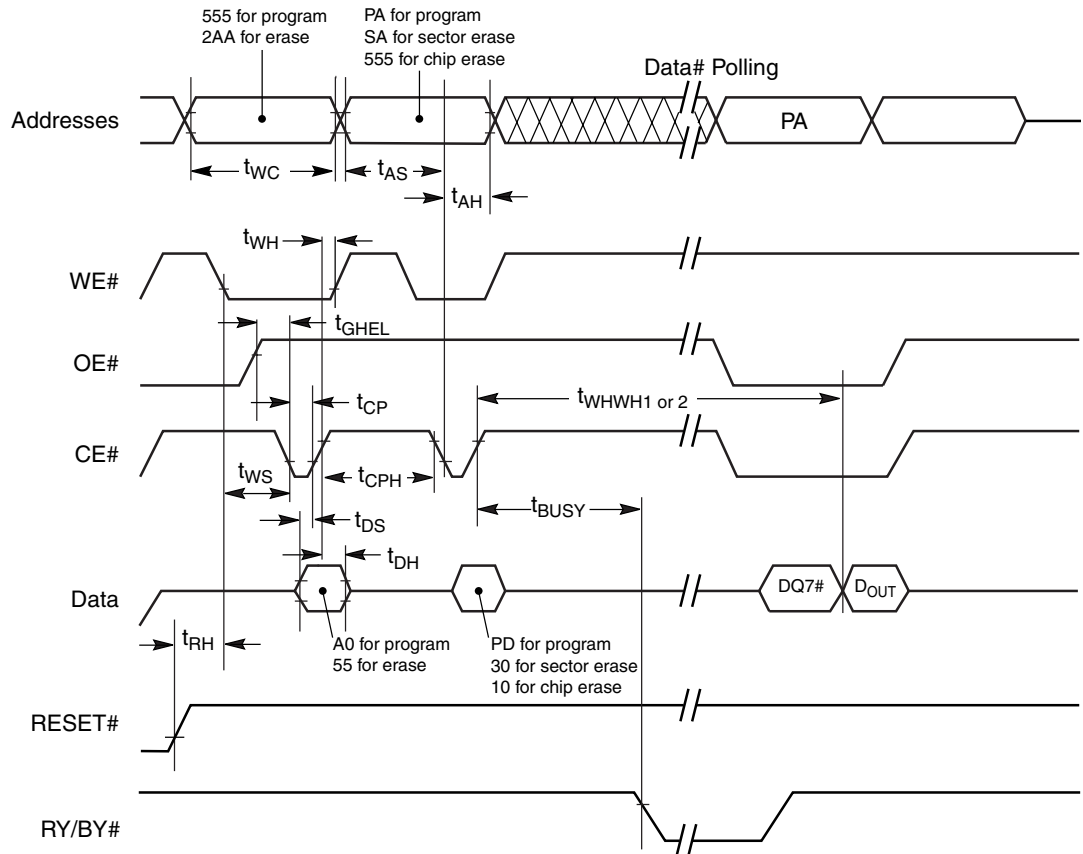 555 for program
2AA for erase
PA for program
SA for sector erase
555 for chip erase
Data# Polling
Addresses
PA
tWC
tAS
tAH
tWH
WE#
tGHEL
OE#
tCP
tWHWH1 or 2
CE#
tWS
tCPH
tBUSY
tDS
tDH
Data
DQ7#
DOUT
tRH
A0 for program
55 for erase
PD for program
30 for sector erase
10 for chip erase
RESET#
RY/BY#